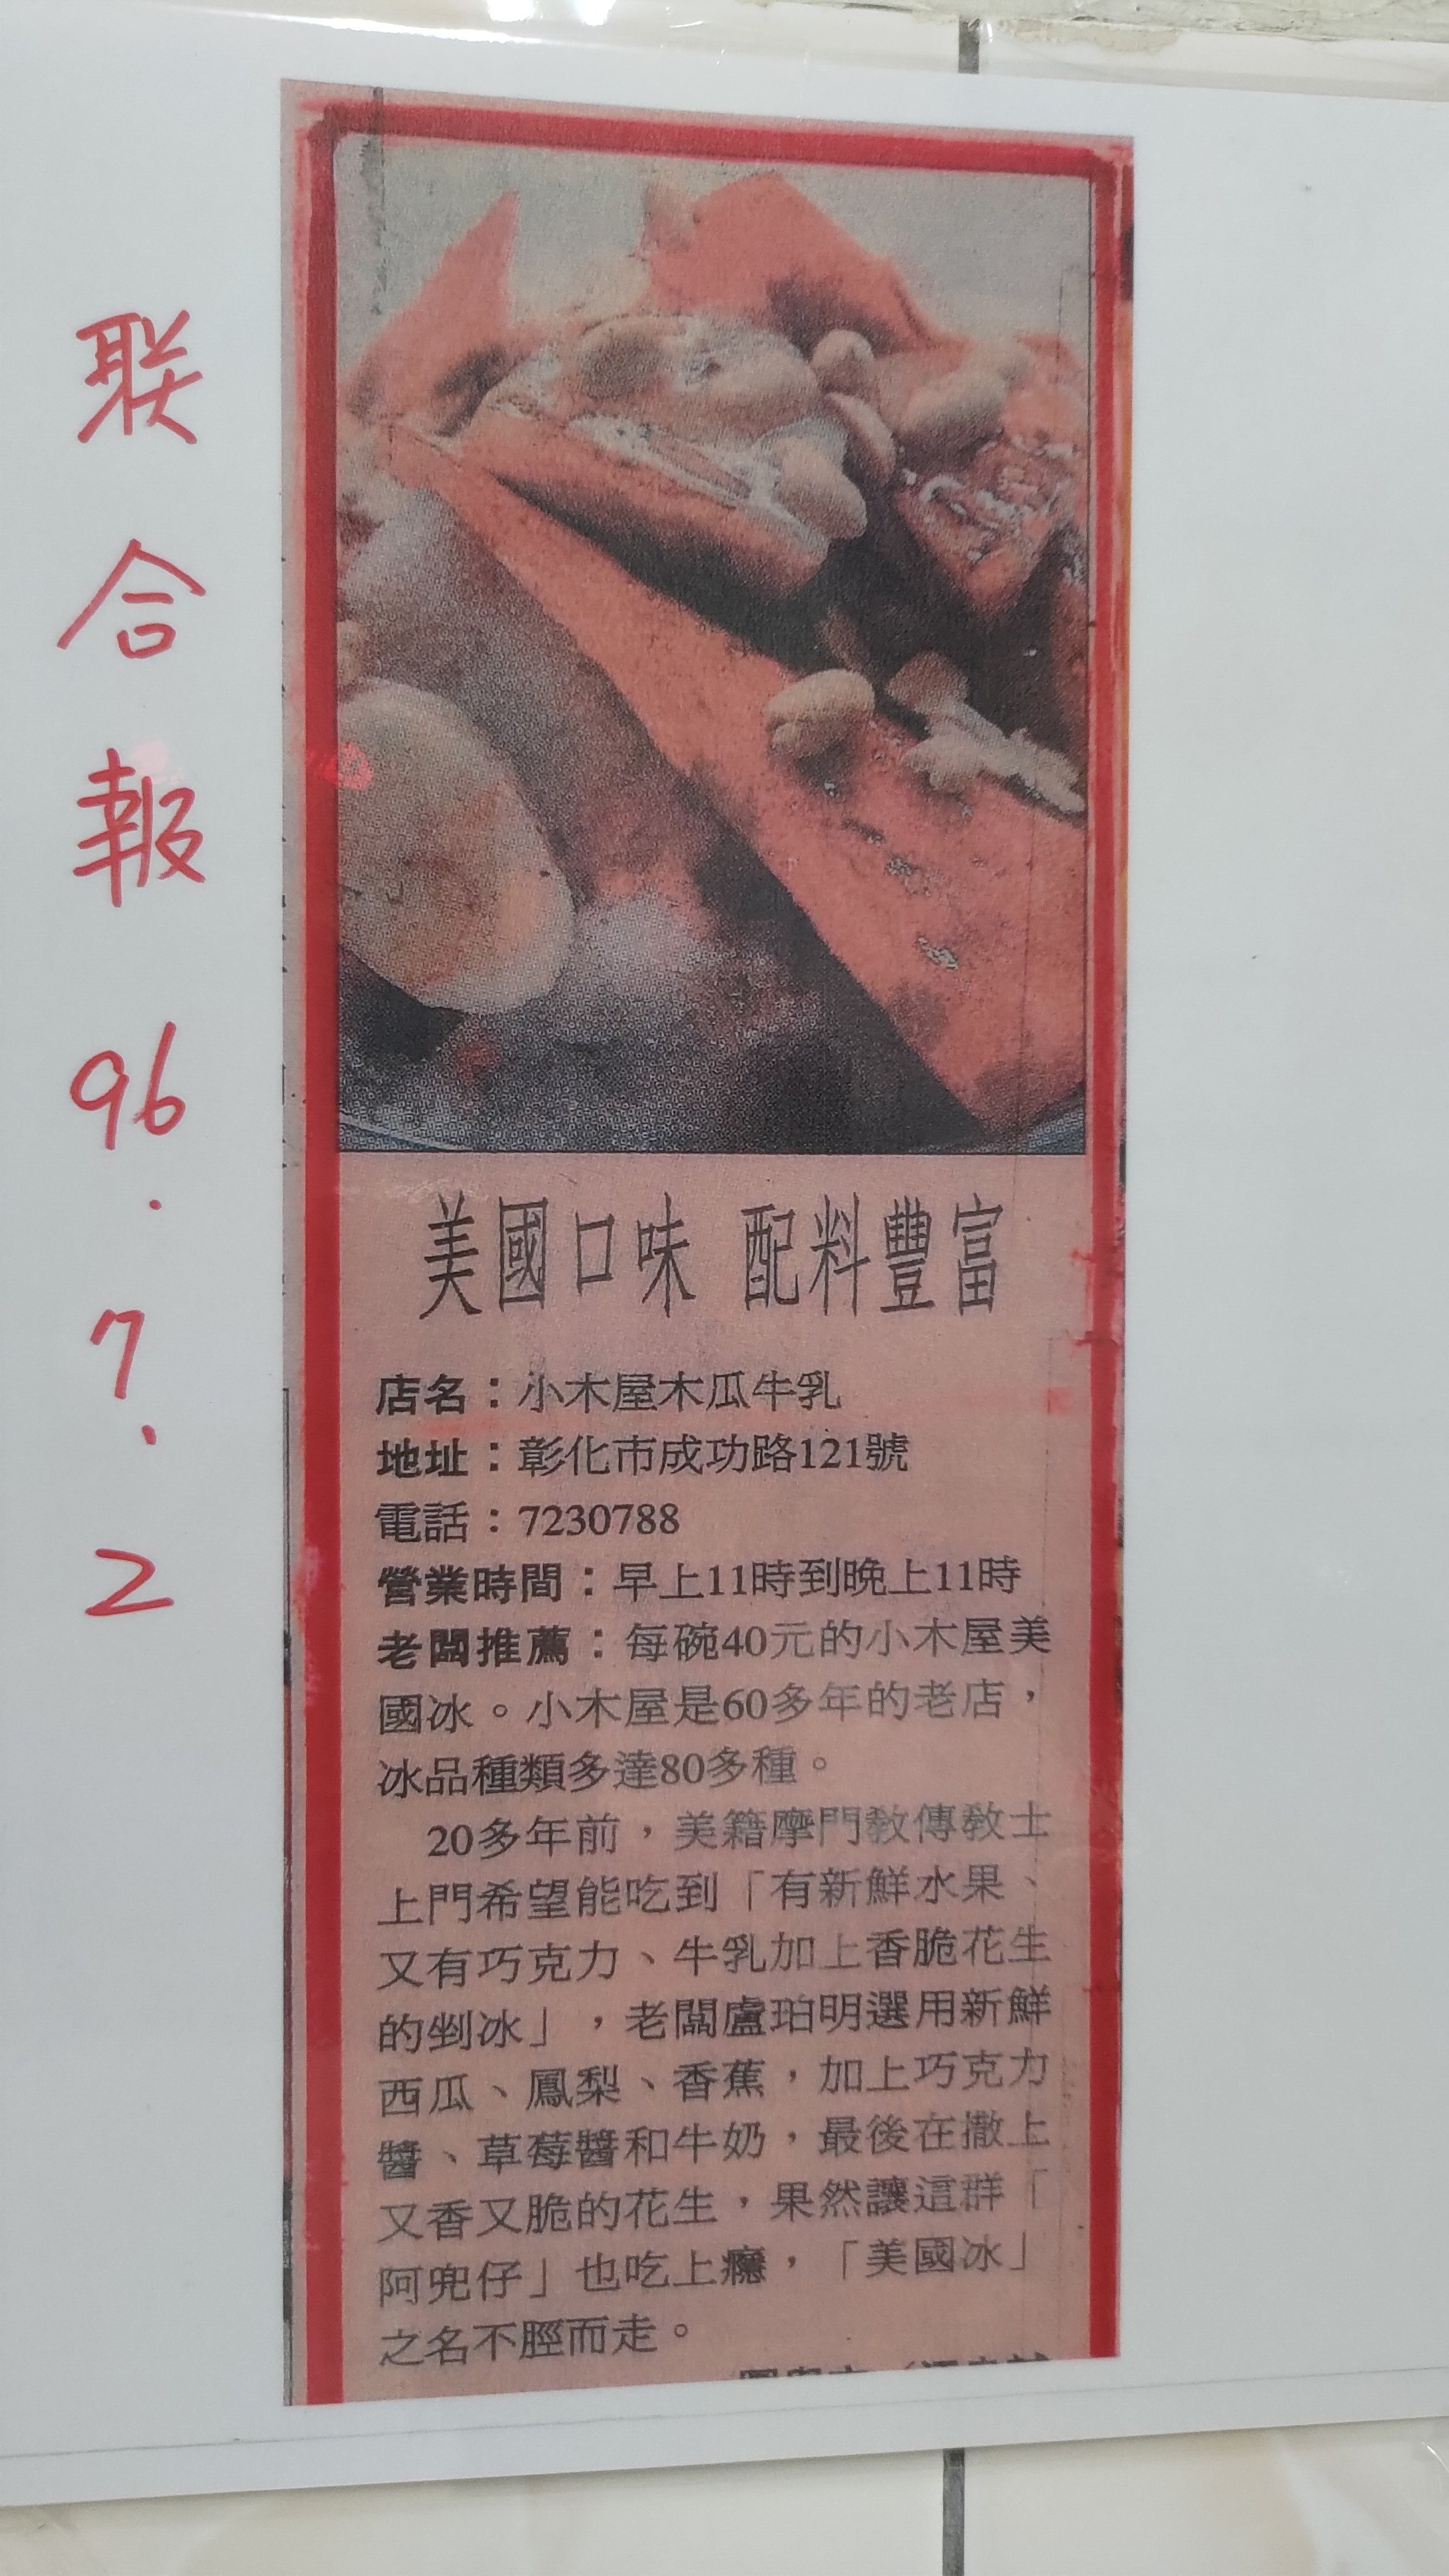 联合報 96.7.2
美國口味 配料豐富
店名：小木屋木瓜牛乳
地址：彰化市成功路121號
電話：7230788
營業時間：早上11時到晚上11時
老闆推薦：每碗40元的小木屋美
國冰。小木屋是60多年的老店，
冰品種類多達80多種。
20多年前，美籍摩門教傳教士
上門希望能吃到「有新鮮水果、
又有巧克力、牛乳加上香脆花生
的剉冰」，老闆盧珀明選用新鮮
西瓜、鳳梨、香蕉，加上巧克力
醬、草莓醬和牛奶，最後在撒上
又香又脆的花生，果然讓這群「
阿兜仔」也吃上癮，「美國冰」
之名不脛而走。